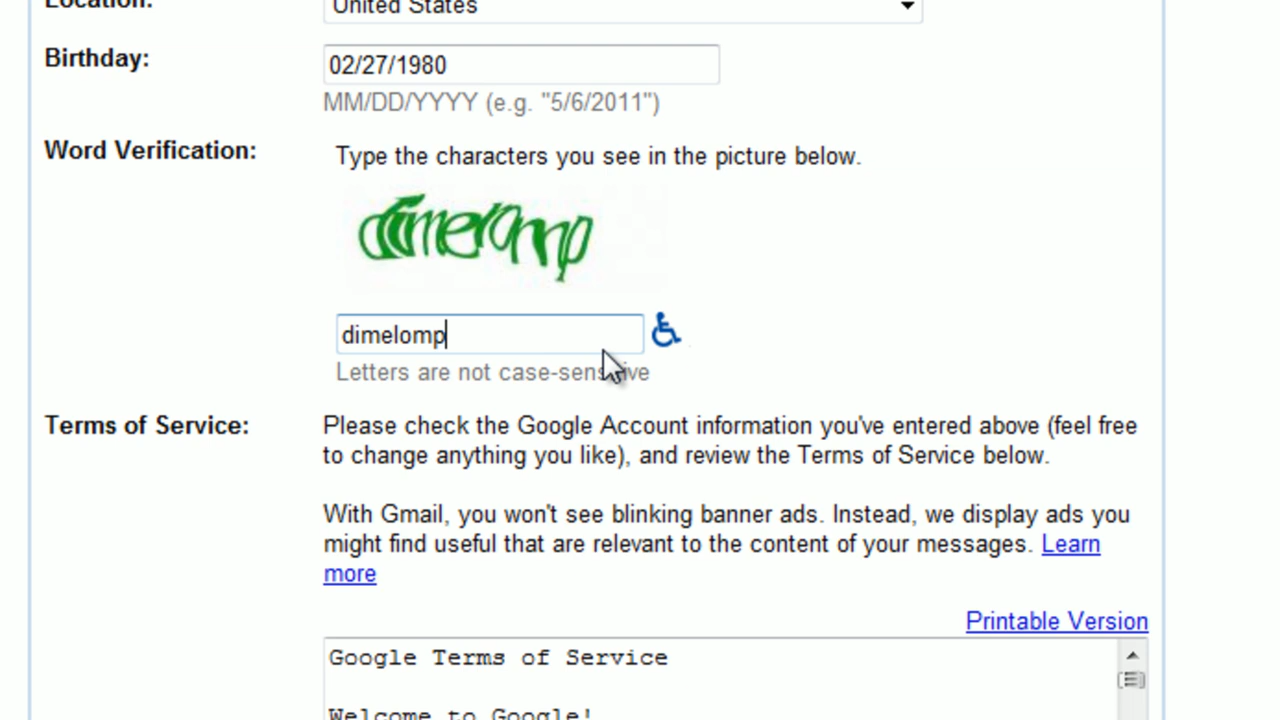 Location:
United States
Birthday:
02/27/1980
MM/DD/YYYY (e.g. "5/6/2011")
Word Verification:
Type the characters you see in the picture below.
dimelomp
dimelomp
Letters are not case-sensitive
Terms of Service:
Please check the Google Account information you've entered above (feel free
to change anything you like), and review the Terms of Service below.
With Gmail, you won't see blinking banner ads. Instead, we display ads you
might find useful that are relevant to the content of your messages. Learn
more
Printable Version
Google Terms of Service
Welcome to Google!